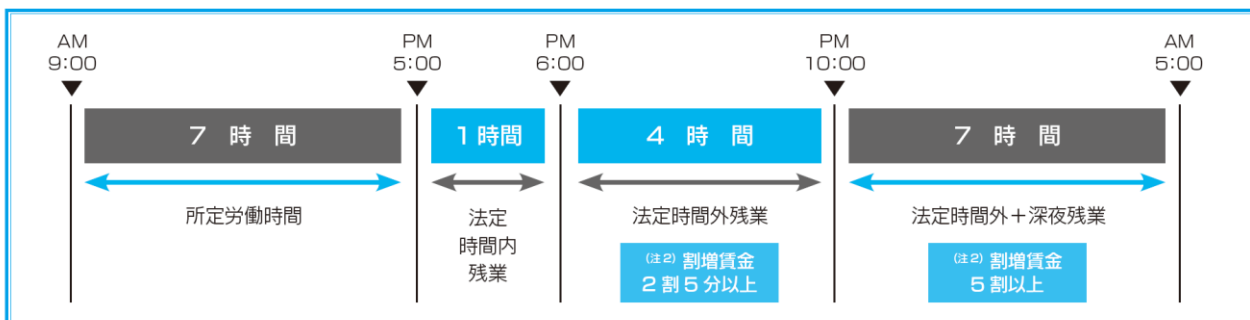 AM
9:00
PM
5:00
PM
6:00
PM
10:00
AM
5:00
7 時 間
1時間
4 時 間
7 時 間
所定労働時間
法定
時間内
残業
法定時間外残業
(注2) 割増賃金
2割5分以上
法定時間外＋深夜残業
(注2) 割増賃金
5割以上